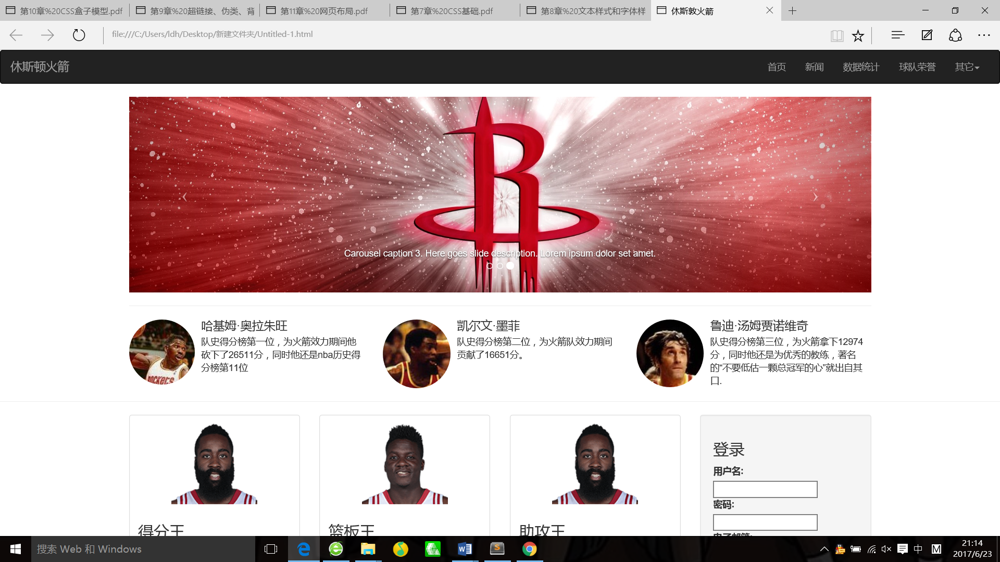 第10章%20CSS盒子模型.pdf
第9章%20超链接、伪类、背
第11章%20网页布局.pdf
第7章%20CSS基础.pdf
第8章%20文本样式和字体样
休斯敦火箭
file:///C:/Users/ldh/Desktop/新建文件夹/Untitled-1.html
休斯顿火箭
首页
新闻
数据统计
球队荣誉
其它
Carousel caption 3. Here goes slide description. Lorem ipsum dolor set amet.
哈基姆·奥拉朱旺
队史得分榜第一位，为火箭效力期间他
砍下了26511分，同时他还是nba历史得
分榜第11位
凯尔文·墨菲
队史得分榜第二位，为火箭队效力期间
贡献了16651分。
鲁迪·汤姆贾诺维奇
队史得分榜第三位，为火箭拿下12974
分，同时他还是为优秀的教练，著名
的“不要低估一颗总冠军的心”就出自其
口.
得分王
篮板王
助攻王
登录
用户名:
密码:
电子邮箱:
搜索 Web 和 Windows
中
M
21:14
2017/6/23